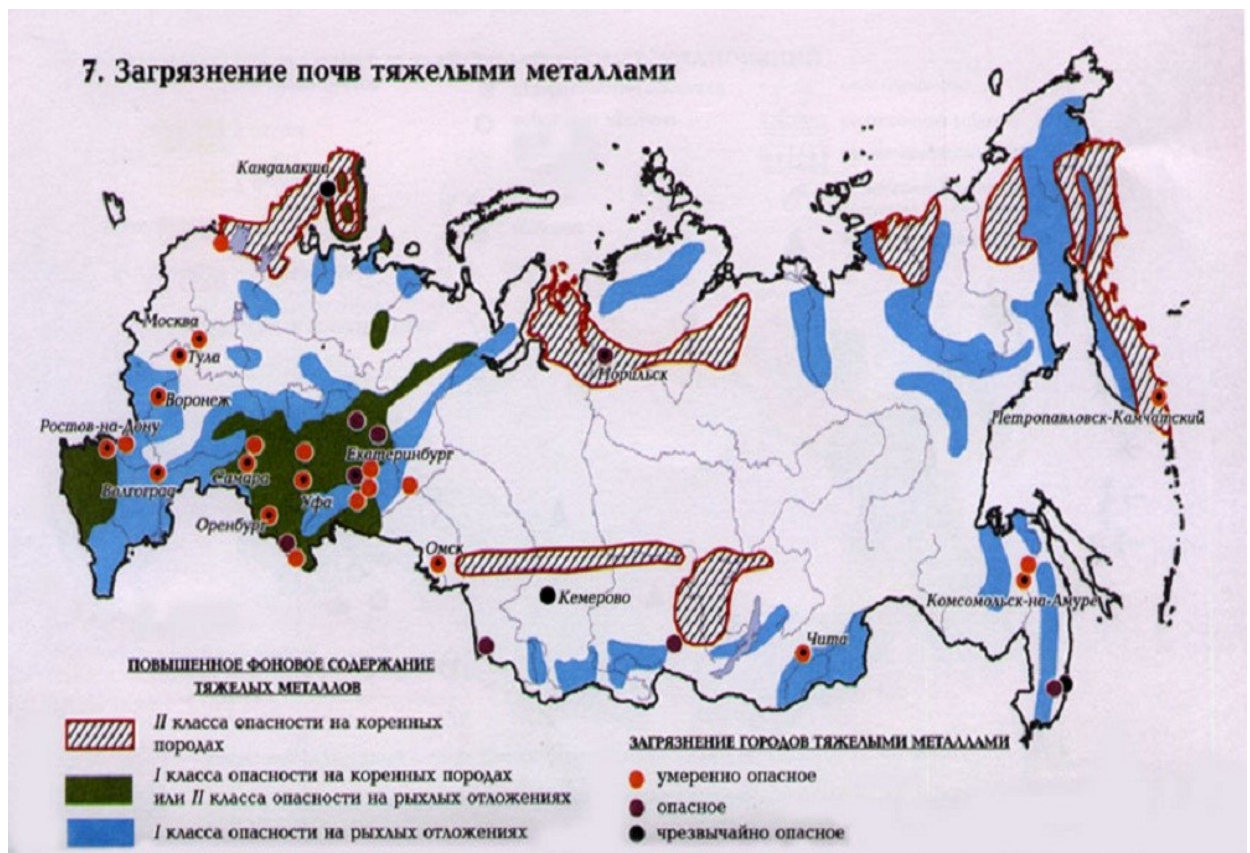 7. Загрязнение почв тяжелыми металлами
Кандалакша
Москва
Тула
Воронеж
Норильск
Петропавловск-Камчатский
Ростов-на-Дону
Екатеринбург
Самара
Волгоград
Уфа
Оренбург
Омск
Кемерово
Комсомольск-на-Амуре
Чита
ПОВЫШЕННОЕ ФОНОВОЕ СОДЕРЖАНИЕ
ТЯЖЕЛЫХ МЕТАЛЛОВ
II класса опасности на коренных
породах
I класса опасности на коренных породах
или II класса опасности на рыхлых отложениях
I класса опасности на рыхлых отложениях
ЗАГРЯЗНЕНИЕ ГОРОДОВ ТЯЖЕЛЫМИ МЕТАЛЛАМИ
умеренно опасное
опасное
чрезвычайно опасное